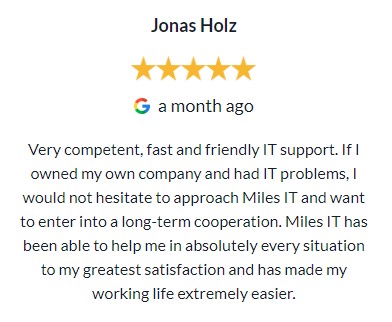 Jonas Holz
a month ago
Very competent, fast and friendly IT support. If I
owned my own company and had IT problems, I
would not hesitate to approach Miles IT and want
to enter into a long-term cooperation. Miles IT has
been able to help me in absolutely every situation
to my greatest satisfaction and has made my
working life extremely easier.